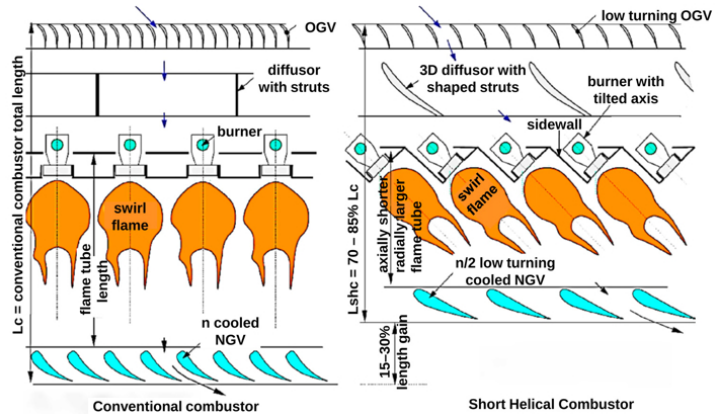 OGV
diffusor
with struts
burner
swirl
flame
Lc = conventional combustor total length
flame tube
length
n cooled
NGV
Conventional combustor
low turning OGV
3D diffusor with
shaped struts
burner with
tilted axis
sidewall
swirl
flame
Lshc = 70 – 85% Lc
axially shorter
radially larger
flame tube
n/2 low turning
cooled NGV
15–30%
length gain
Short Helical Combustor